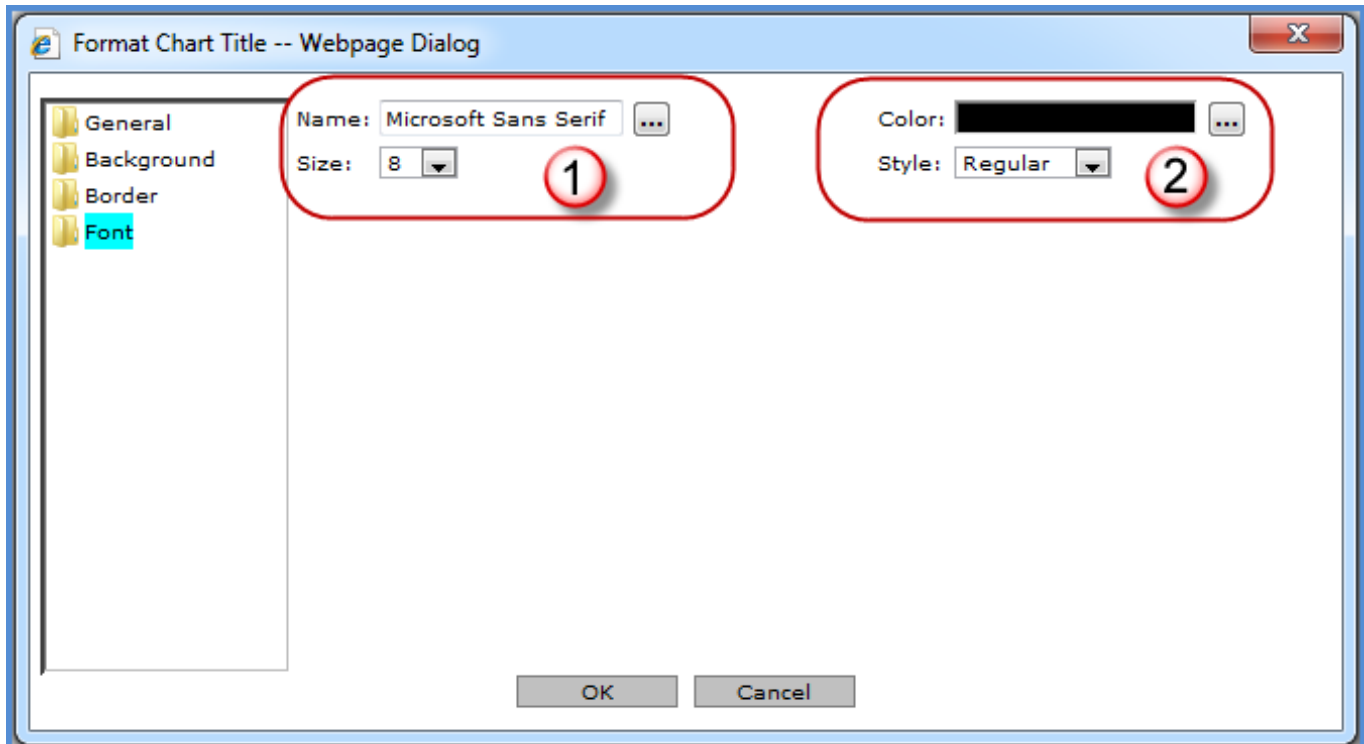 Format Chart Title -- Webpage Dialog
X
General
Background
Border
Font
Name: Microsoft Sans Serif ...
Size: 8
1
Color: ...
Style: Regular
2
OK Cancel